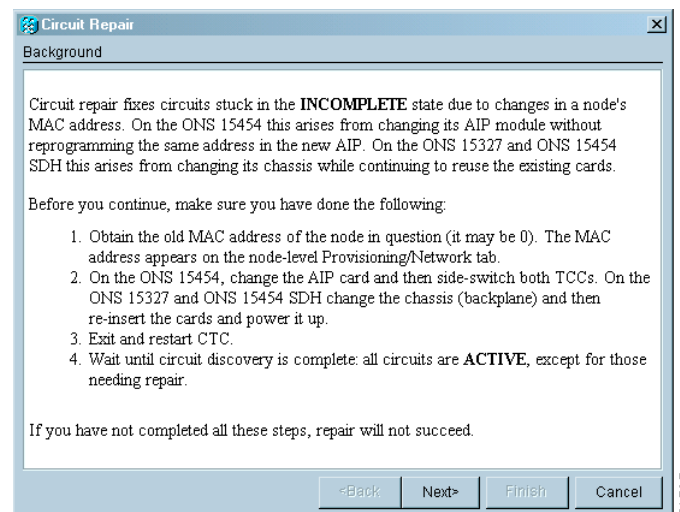 Circuit Repair
Background
Circuit repair fixes circuits stuck in the INCOMPLETE state due to changes in a node's
MAC address. On the ONS 15454 this arises from changing its AIP module without
reprogramming the same address in the new AIP. On the ONS 15327 and ONS 15454
SDH this arises from changing its chassis while continuing to reuse the existing cards.
Before you continue, make sure you have done the following:
1. Obtain the old MAC address of the node in question (it may be 0). The MAC
address appears on the node-level Provisioning/Network tab.
2. On the ONS 15454, change the AIP card and then side-switch both TCCs. On the
ONS 15327 and ONS 15454 SDH change the chassis (backplane) and then
re-insert the cards and power it up.
3. Exit and restart CTC.
4. Wait until circuit discovery is complete: all circuits are ACTIVE, except for those
needing repair.
If you have not completed all these steps, repair will not succeed.
<Back Next> Finish Cancel